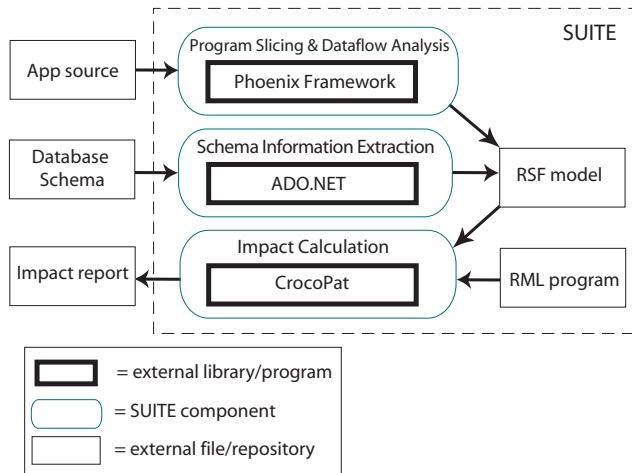 SUITE
Program Slicing & Dataflow Analysis
App source
Phoenix Framework
Schema Information Extraction
Database
Schema
ADO.NET
RSF model
Impact Calculation
Impact report
CrocoPat
RML program
= external library/program
= SUITE component
= external file/repository